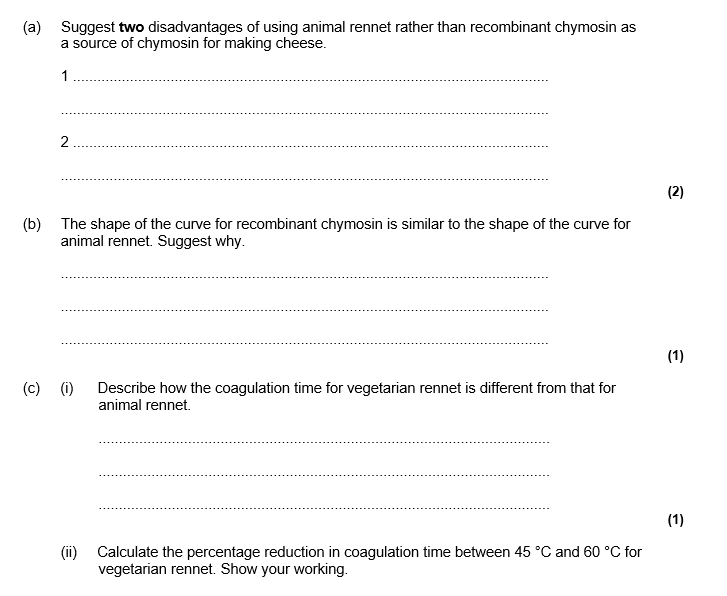 (a) Suggest two disadvantages of using animal rennet rather than recombinant chymosin as
a source of chymosin for making cheese.
1 ........................................................................................................................
........................................................................................................................
2 ........................................................................................................................
........................................................................................................................
(2)
(b) The shape of the curve for recombinant chymosin is similar to the shape of the curve for
animal rennet. Suggest why.
........................................................................................................................
........................................................................................................................
........................................................................................................................
(1)
(c) (i) Describe how the coagulation time for vegetarian rennet is different from that for
animal rennet.
........................................................................................................................
........................................................................................................................
........................................................................................................................
(1)
(ii) Calculate the percentage reduction in coagulation time between 45 °C and 60 °C for
vegetarian rennet. Show your working.